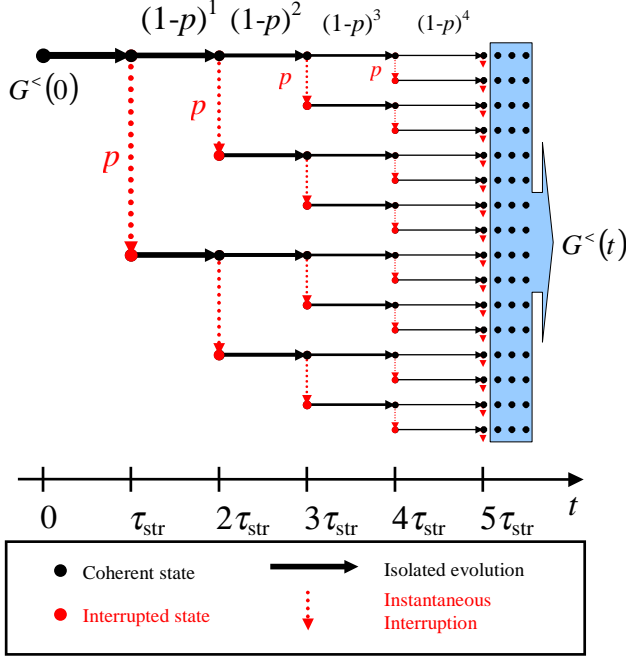 (1-p)¹ (1-p)² (1-p)³ (1-p)⁴
G<(0)
p p p p
G<(t)
0 τstr 2τstr 3τstr 4τstr 5τstr t
Coherent state
Isolated evolution
Interrupted state
Instantaneous
Interruption